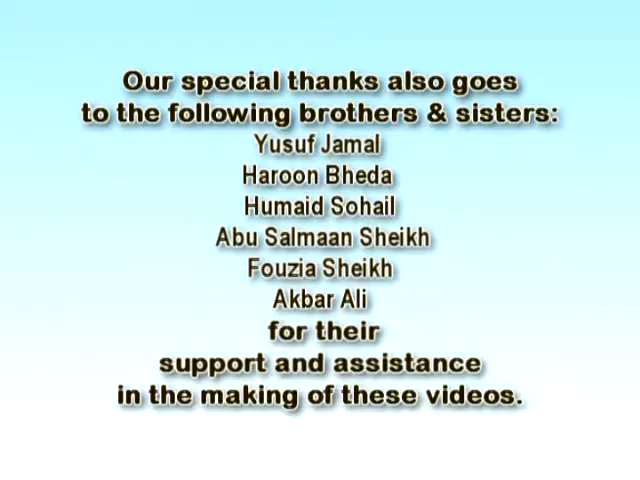 Our special thanks also goes
to the following brothers & sisters:
Yusuf Jamal
Haroon Bheda
Humaid Sohail
Abu Salmaan Sheikh
Fouzia Sheikh
Akbar Ali
for their
support and assistance
in the making of these videos.